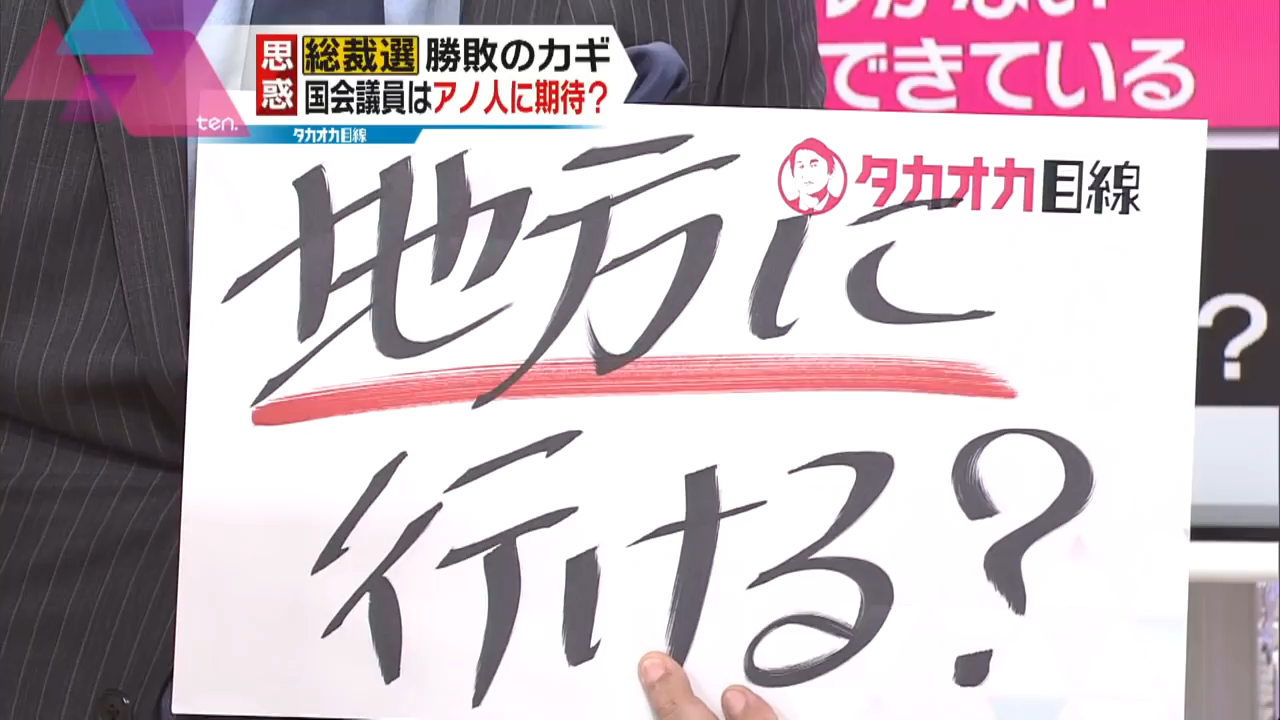 思惑
総裁選 勝敗のカギ
国会議員はアノ人に期待?
ten.
タカオカ目線
できている
タカオカ目線
地方に
行ける?
?